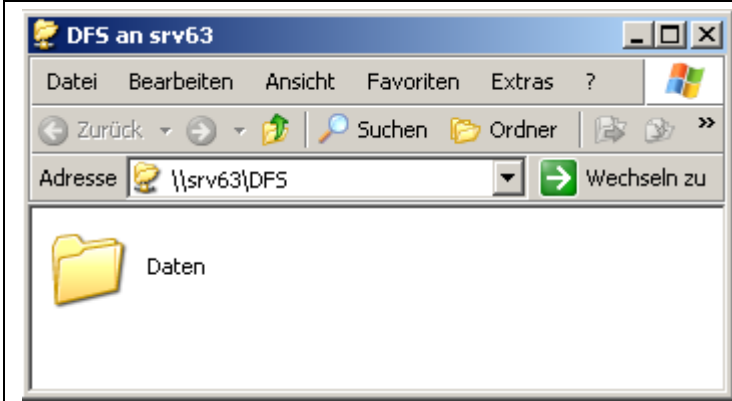 DFS an srv63
Datei Bearbeiten Ansicht Favoriten Extras ?
Zurück Suchen Ordner »
Adresse \\srv63\DFS Wechseln zu
Daten